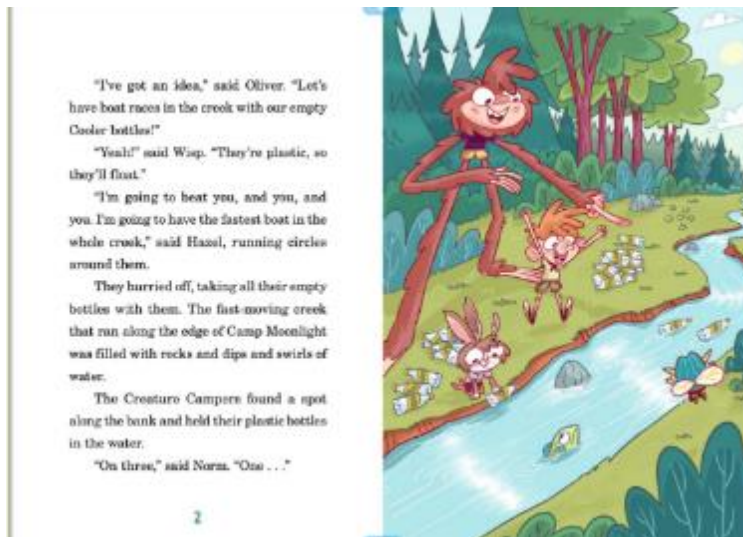 "I've got an idea," said Oliver. "Let's
have boat races in the creek with our empty
Cooler bottles!"
"Yeah!" said Wisp. "They're plastic, so
they'll float."
"I'm going to beat you, and you, and
you. I'm going to have the fastest boat in the
whole creek," said Hazel, running circles
around them.
They hurried off, taking all their empty
bottles with them. The fast-moving creek
that ran along the edge of Camp Moonlight
was filled with rocks and dips and swirls of
water.
The Creature Campers found a spot
along the bank and held their plastic bottles
in the water.
"On three," said Norm. "One . . ."
2